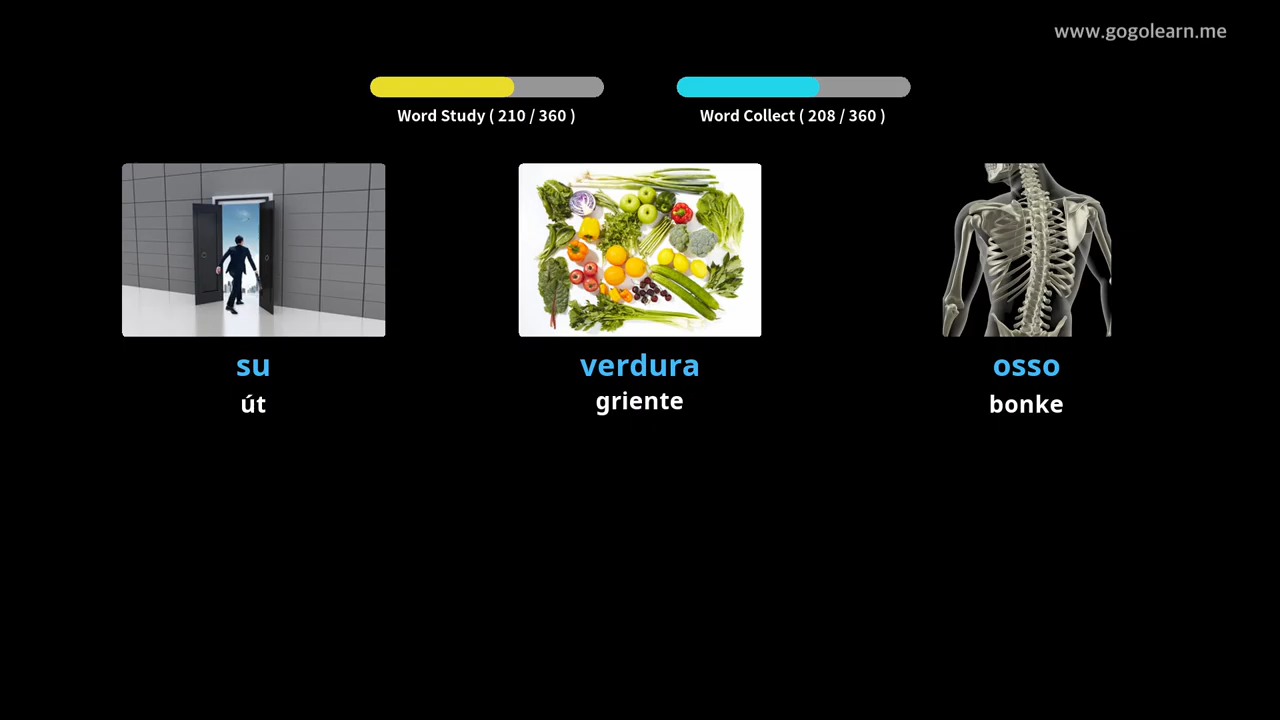 www.gogolearn.me
Word Study ( 210 / 360 )
Word Collect ( 208 / 360 )
su
verdura
osso
út
griente
bonke